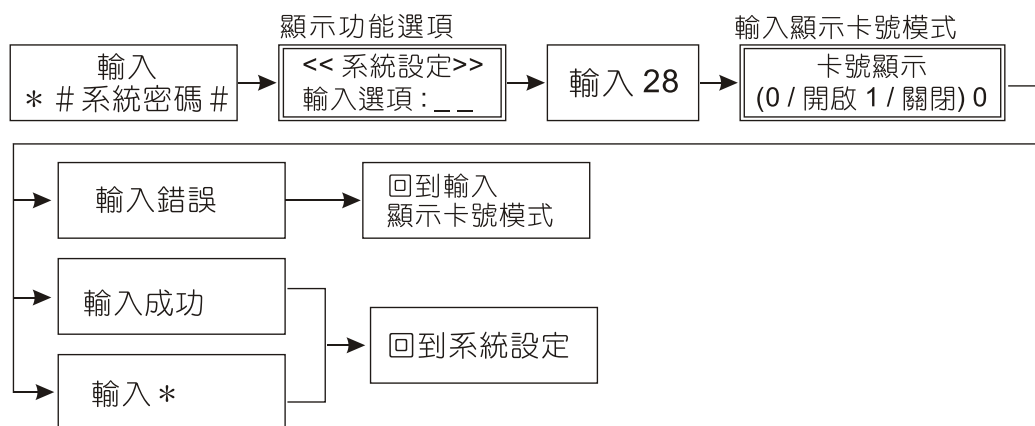 顯示功能選項
輸入顯示卡號模式
輸入
＊＃系統密碼＃
<< 系統設定>>
輸入選項：_ _
輸入 28
卡號顯示
(0 / 開啟 1 / 關閉) 0
輸入錯誤
回到輸入
顯示卡號模式
輸入成功
回到系統設定
輸入＊